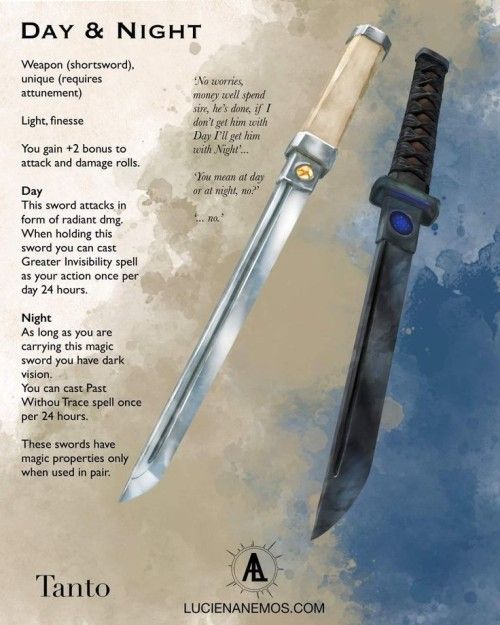 DAY & NIGHT
Weapon (shortsword),
unique (requires
attunement)
Light, finesse
You gain +2 bonus to
attack and damage rolls.
Day
This sword attacks in
form of radiant dmg.
When holding this
sword you can cast
Greater Invisibility spell
as your action once per
day 24 hours.
Night
As long as you are
carrying this magic
sword you have dark
vision.
You can cast Past
Withou Trace spell once
per 24 hours.
These swords have
magic properties only
when used in pair.
'No worries,
money well spend
sire, he's done, if I
don't get him with
Day I'll get him
with Night'...
'You mean at day
or at night, no?'
'... no.'
Tanto
AL
LUCIENANEMOS.COM